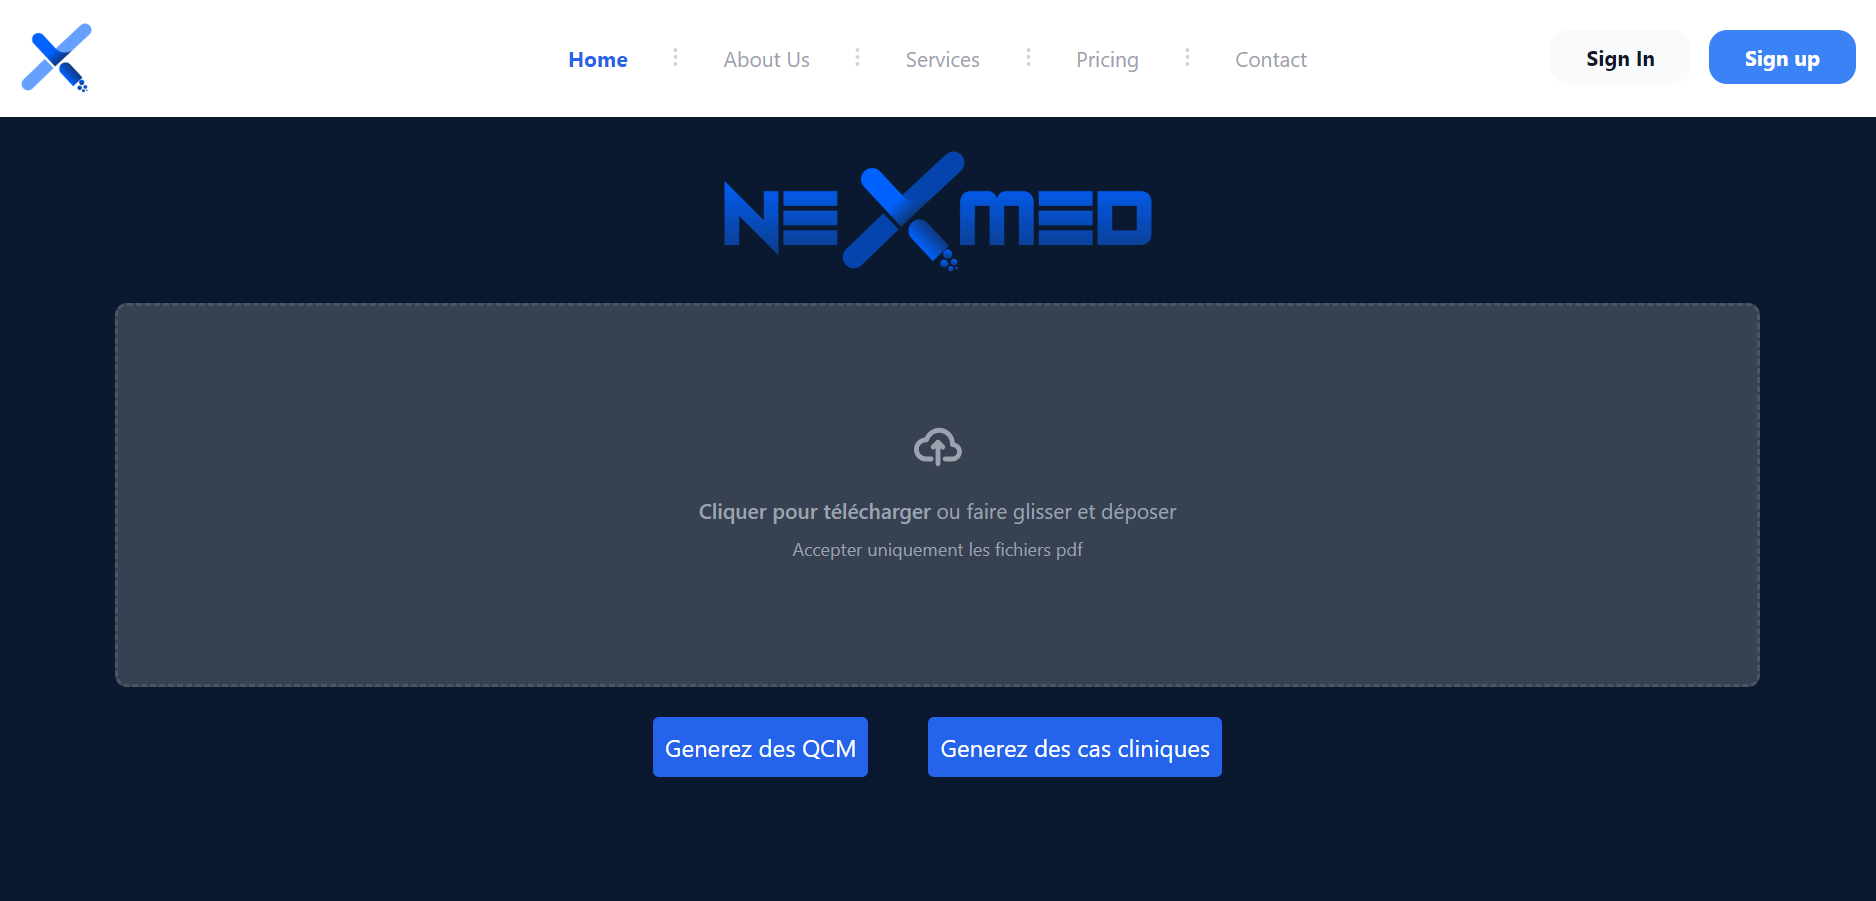 Home
About Us
Services
Pricing
Contact
Sign In
Sign up
NEXMED
Cliquer pour télécharger ou faire glisser et déposer
Accepter uniquement les fichiers pdf
Generez des QCM
Generez des cas cliniques